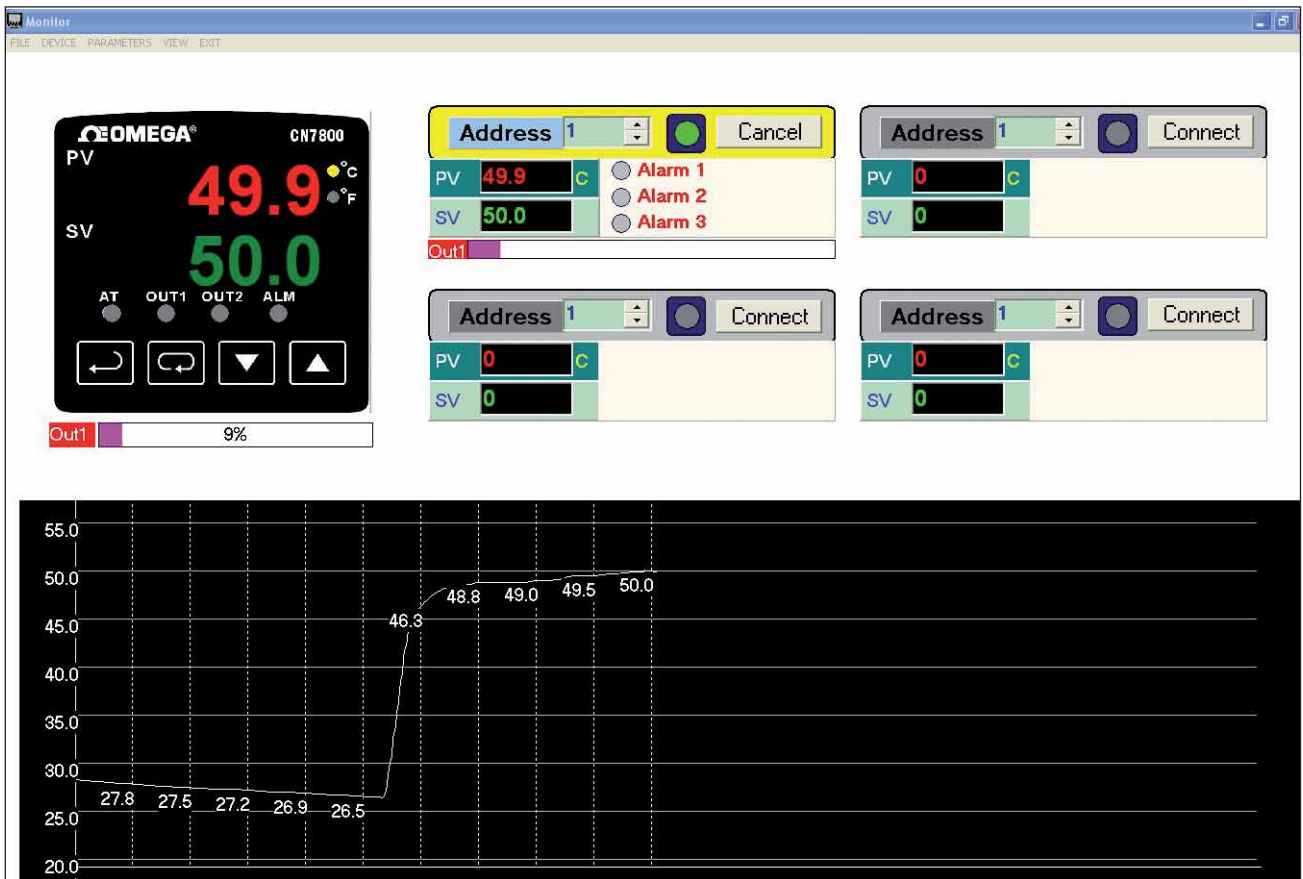 Monitor
FILE DEVICE PARAMETERS VIEW EXIT
OMEGA® CN7800
PV
49.9 °C
°F
SV
50.0
AT OUT1 OUT2 ALM
Out1 9%
Address 1 Cancel
PV 49.9 C Alarm 1
Alarm 2
SV 50.0 Alarm 3
Out1
Address 1 Connect
PV 0 C
SV 0
Address 1 Connect
PV 0 C
SV 0
Address 1 Connect
PV 0 C
SV 0
55.0
50.0
45.0
40.0
35.0
30.0
25.0
20.0
27.8 27.5 27.2 26.9 26.5 46.3 48.8 49.0 49.5 50.0